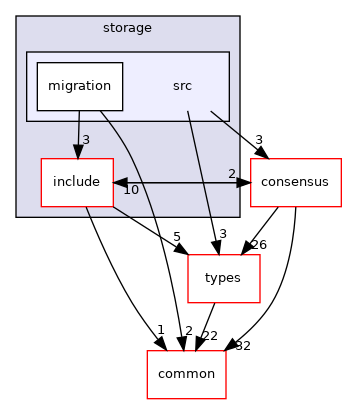 storage
migration
src
3
3
include
10
2
consensus
5
3
26
types
1
2
22
32
common